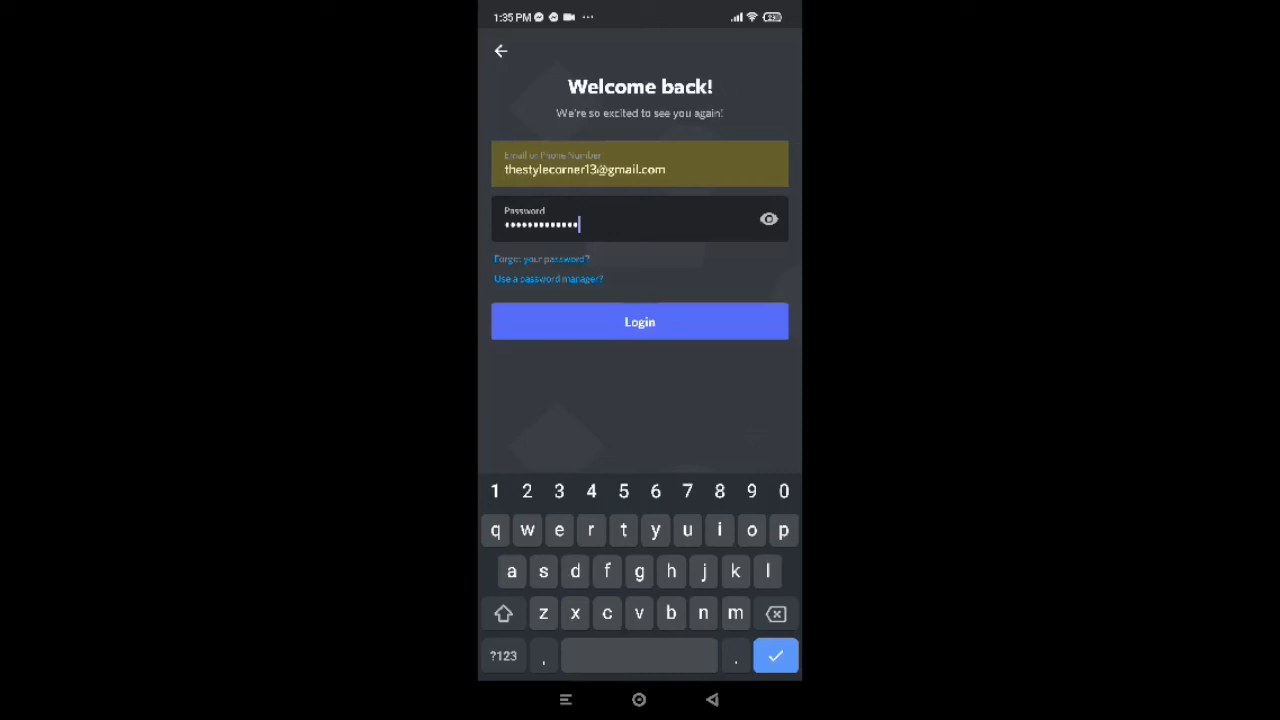 1:35 PM
27
Welcome back!
We're so excited to see you again!
Email or Phone Number
thestylecorner13@gmail.com
Password
•••••••••••••
Forgot your password?
Use a password manager?
Login
1 2 3 4 5 6 7 8 9 0
q w e r t y u i o p
a s d f g h j k l
z x c v b n m
?123 , .